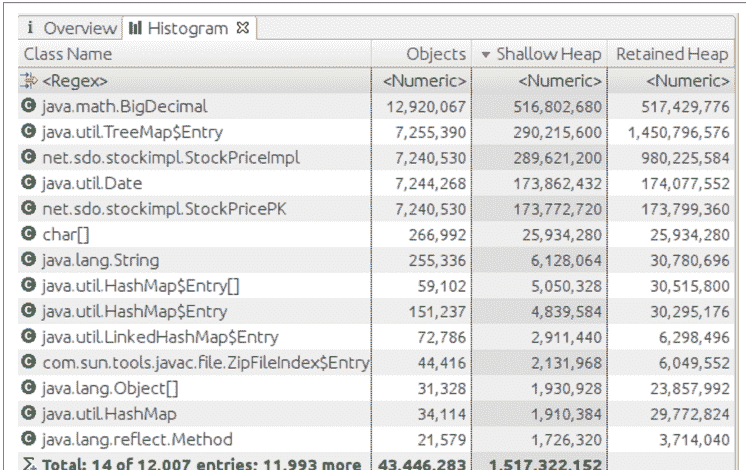 i Overview Histogram
Class Name Objects Shallow Heap Retained Heap
<Regex> <Numeric> <Numeric> <Numeric>
java.math.BigDecimal 12,920,067 516,802,680 517,429,776
java.util.TreeMap$Entry 7,255,390 290,215,600 1,450,796,576
net.sdo.stockimpl.StockPriceImpl 7,240,530 289,621,200 980,225,584
java.util.Date 7,244,268 173,862,432 174,077,552
net.sdo.stockimpl.StockPricePK 7,240,530 173,772,720 173,799,360
char[] 266,992 25,934,280 25,934,280
java.lang.String 255,336 6,128,064 30,780,696
java.util.HashMap$Entry[] 59,102 5,050,328 30,515,800
java.util.HashMap$Entry 151,237 4,839,584 30,295,176
java.util.LinkedHashMap$Entry 72,786 2,911,440 6,298,496
com.sun.tools.javac.file.ZipFileIndex$Entry 44,416 2,131,968 6,049,552
java.lang.Object[] 31,328 1,930,928 23,857,992
java.util.HashMap 34,114 1,910,384 29,772,824
java.lang.reflect.Method 21,579 1,726,320 3,714,040
Σ Total: 14 of 12,007 entries; 11,993 more 43,446,283 1,517,322,152